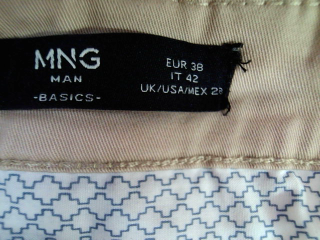 MNG
MAN
-BASICS-
EUR 38
IT 42
UK/USA/MEX